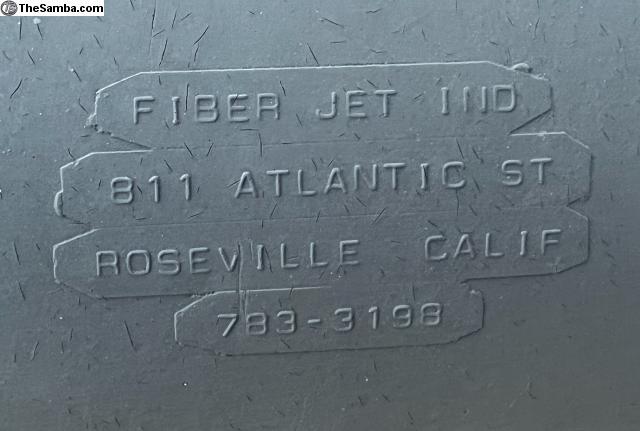 TheSamba.com
FIBER JET IND
811 ATLANTIC ST
ROSEVILLE CALIF
783-3198